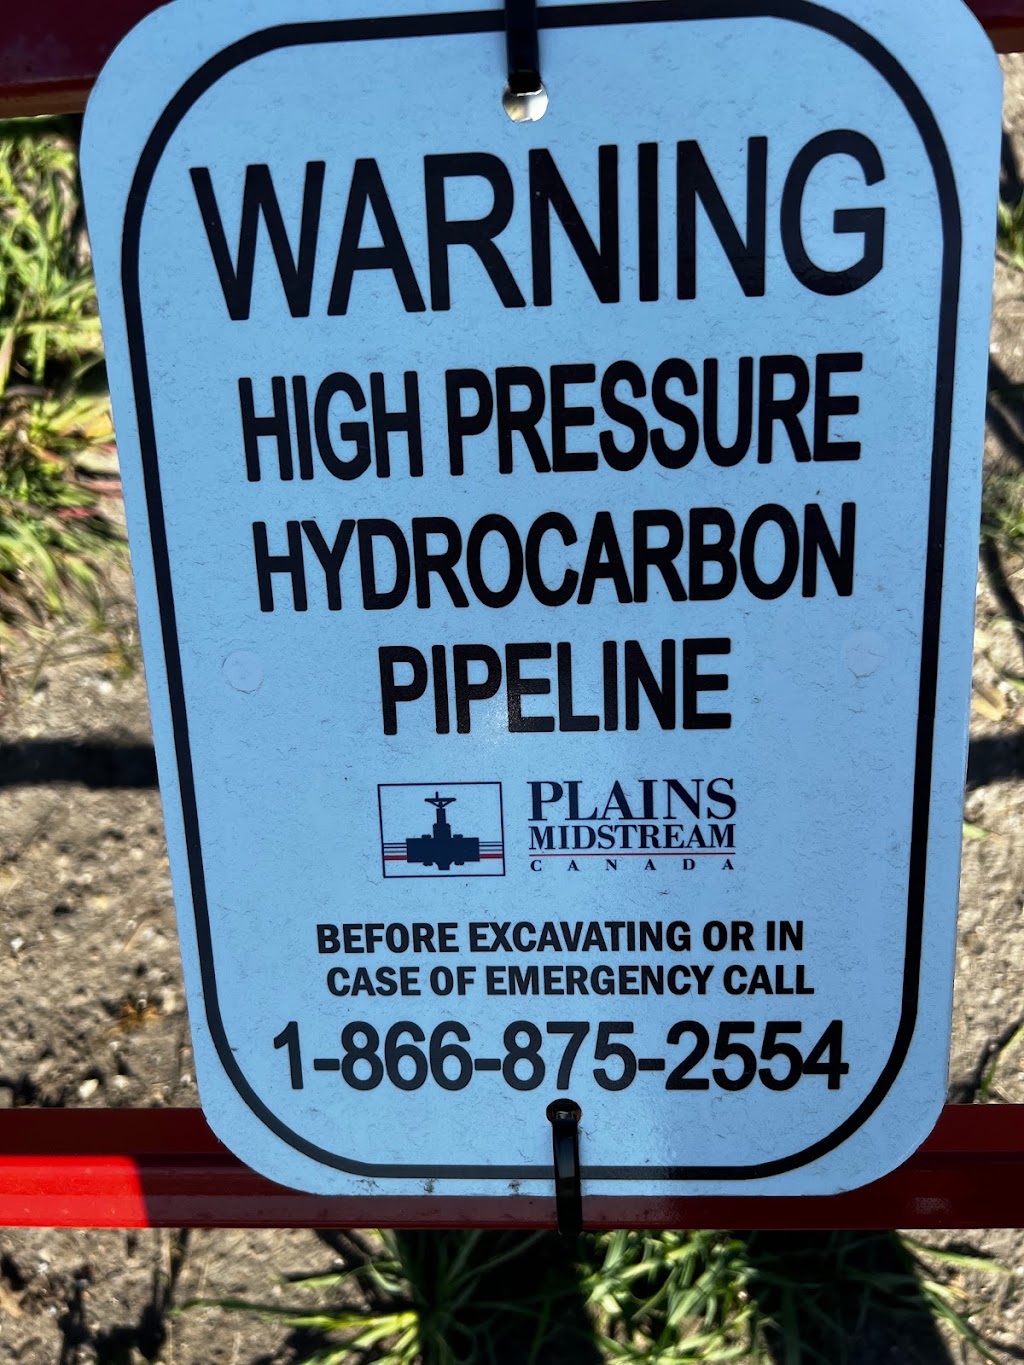 WARNING
HIGH PRESSURE
HYDROCARBON
PIPELINE
PLAINS
MIDSTREAM
CANADA
BEFORE EXCAVATING OR IN
CASE OF EMERGENCY CALL
1-866-875-2554